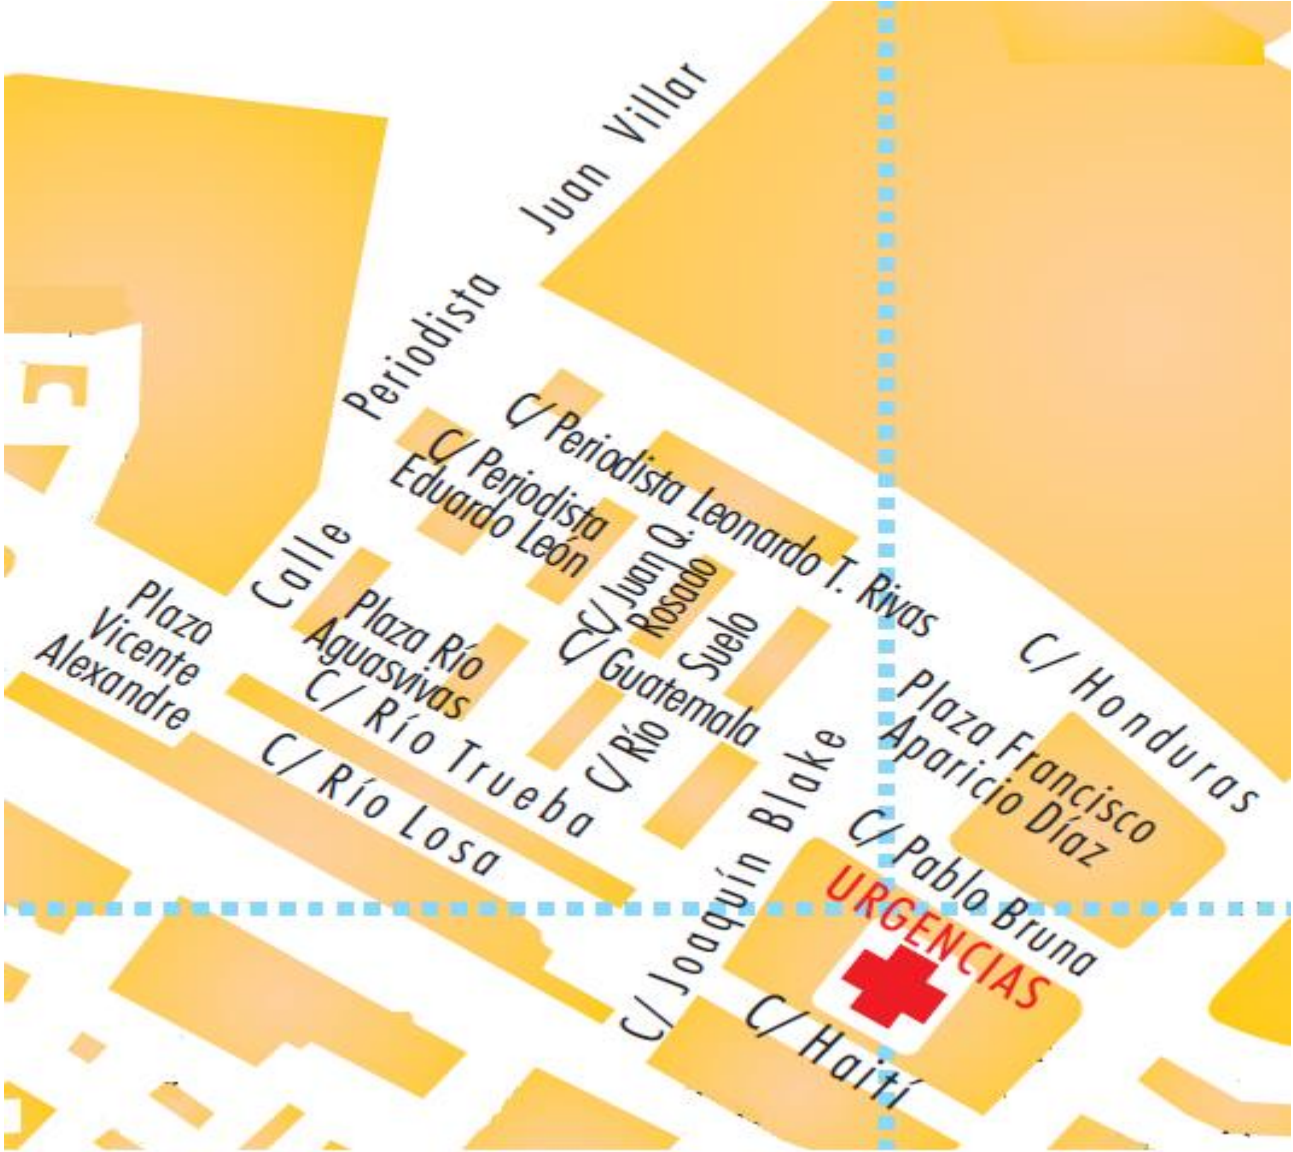 Calle Periodista Juan Villar
C/ Periodista Leonardo T. Rivas
C/ Periodista
Eduardo León
C/ Juan Q.
Rosado
C/ Guatemala
C/ Río Suelo
Plaza Río
Aguasvivas
C/ Río Trueba
C/ Río Losa
Plaza
Vicente
Alexandre
C/ Honduras
Plaza Francisco
Aparicio Díaz
C/ Pablo Bruna
URGENCIAS
C/ Joaquín Blake
C/ Haití